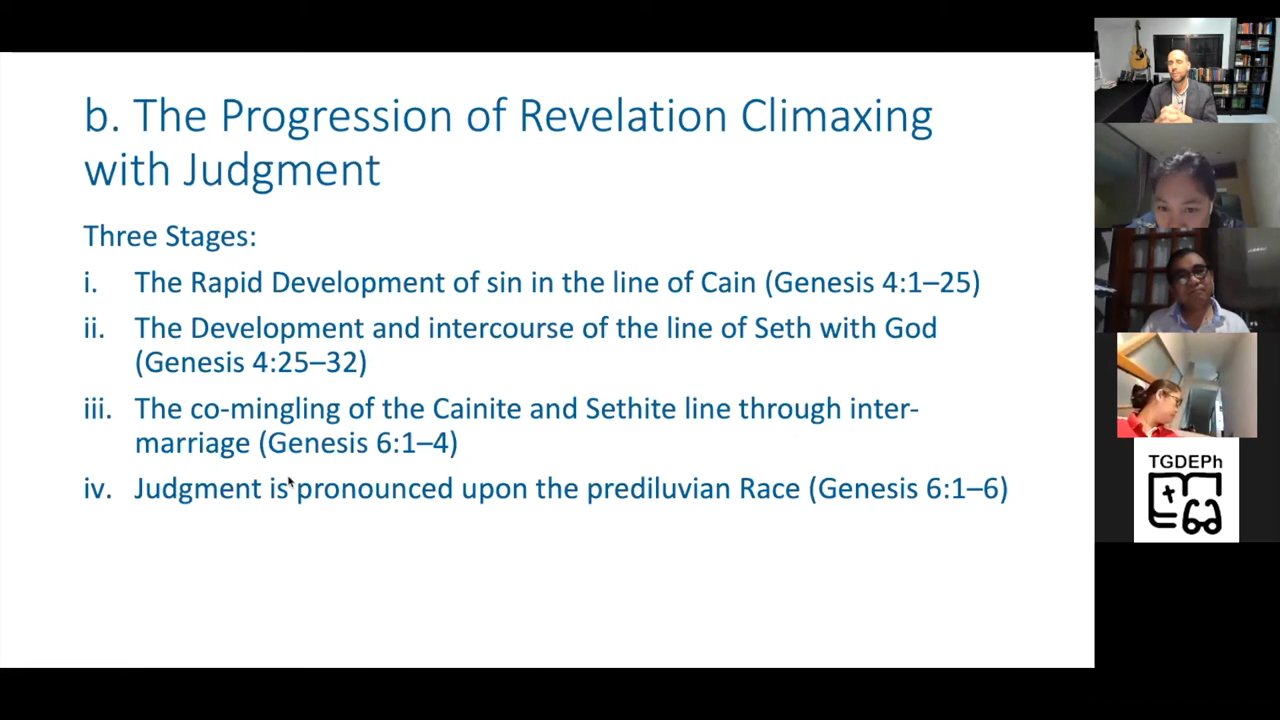 b. The Progression of Revelation Climaxing
with Judgment
Three Stages:
i. The Rapid Development of sin in the line of Cain (Genesis 4:1–25)
ii. The Development and intercourse of the line of Seth with God
(Genesis 4:25–32)
iii. The co-mingling of the Cainite and Sethite line through inter-
marriage (Genesis 6:1–4)
iv. Judgment is pronounced upon the prediluvian Race (Genesis 6:1–6)
TGDEPh